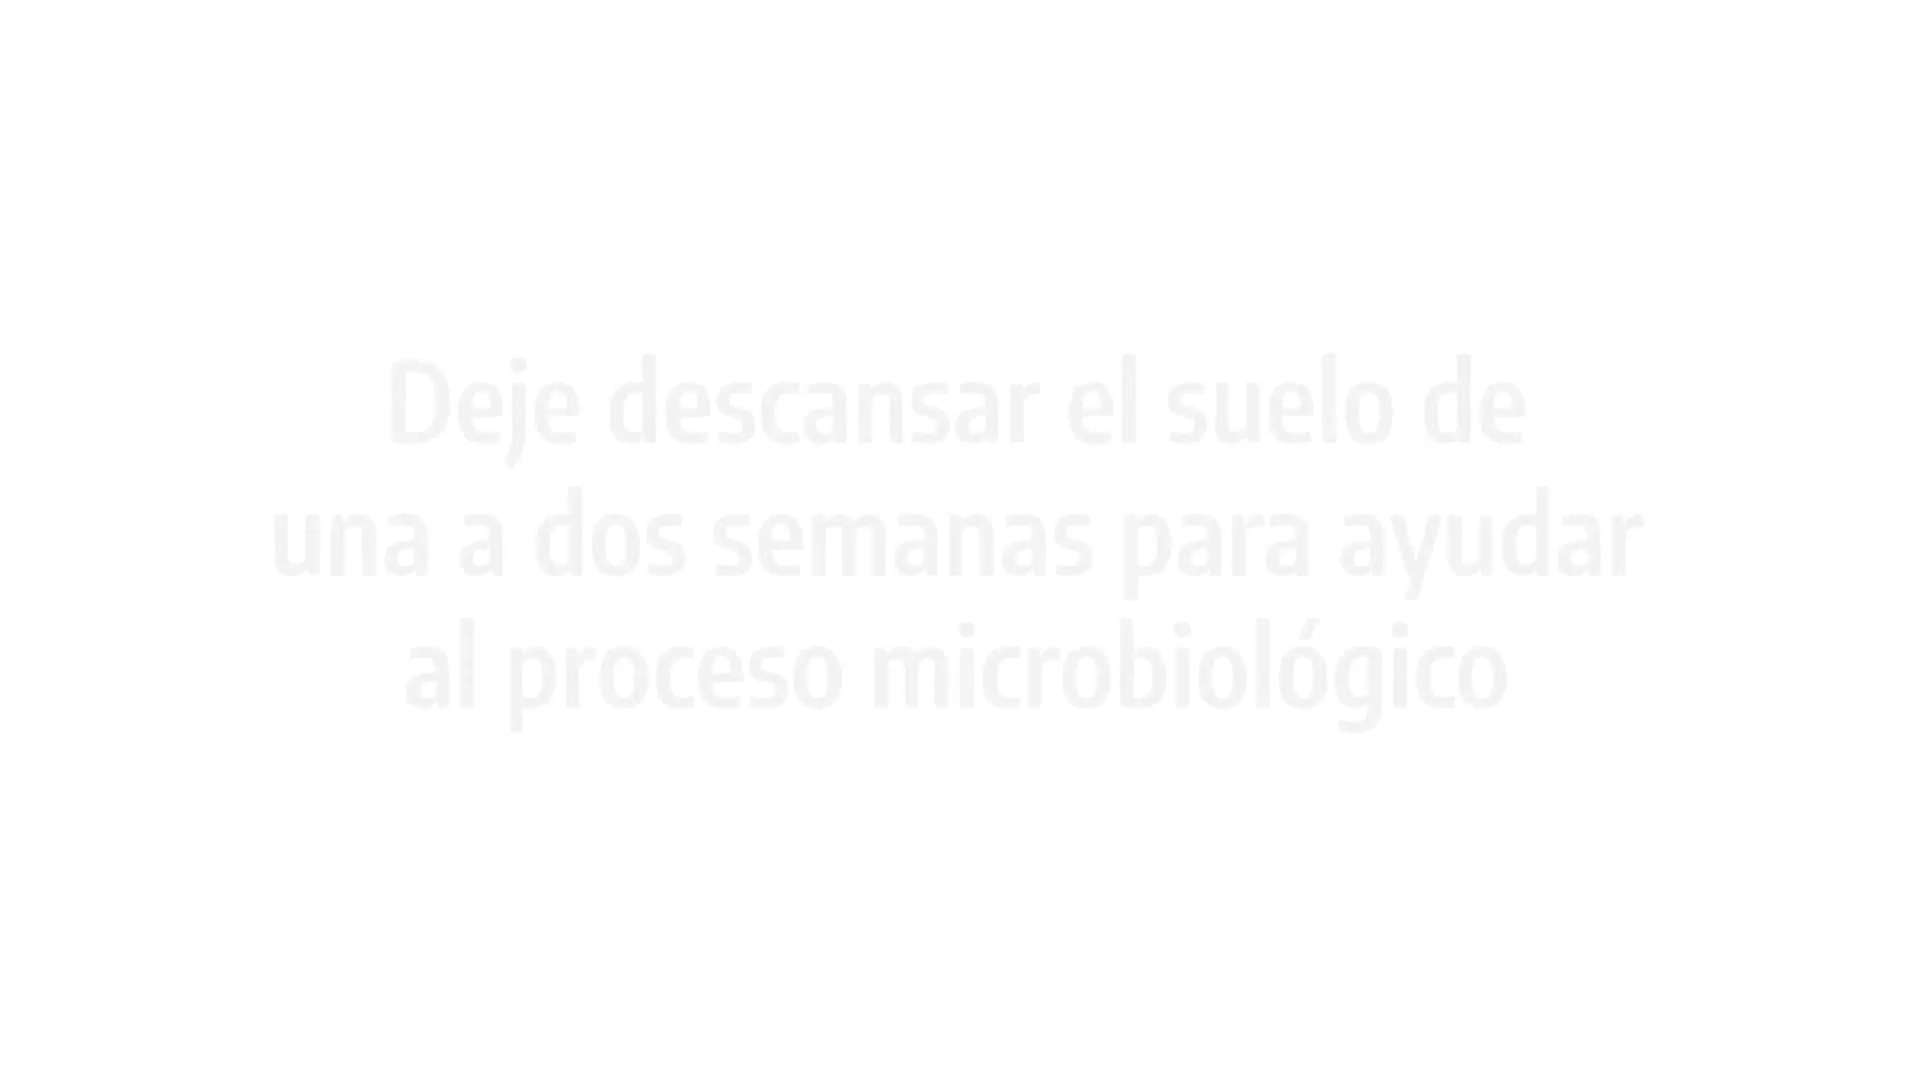 Deje descansar el suelo de
una a dos semanas para ayudar
al proceso microbiológico